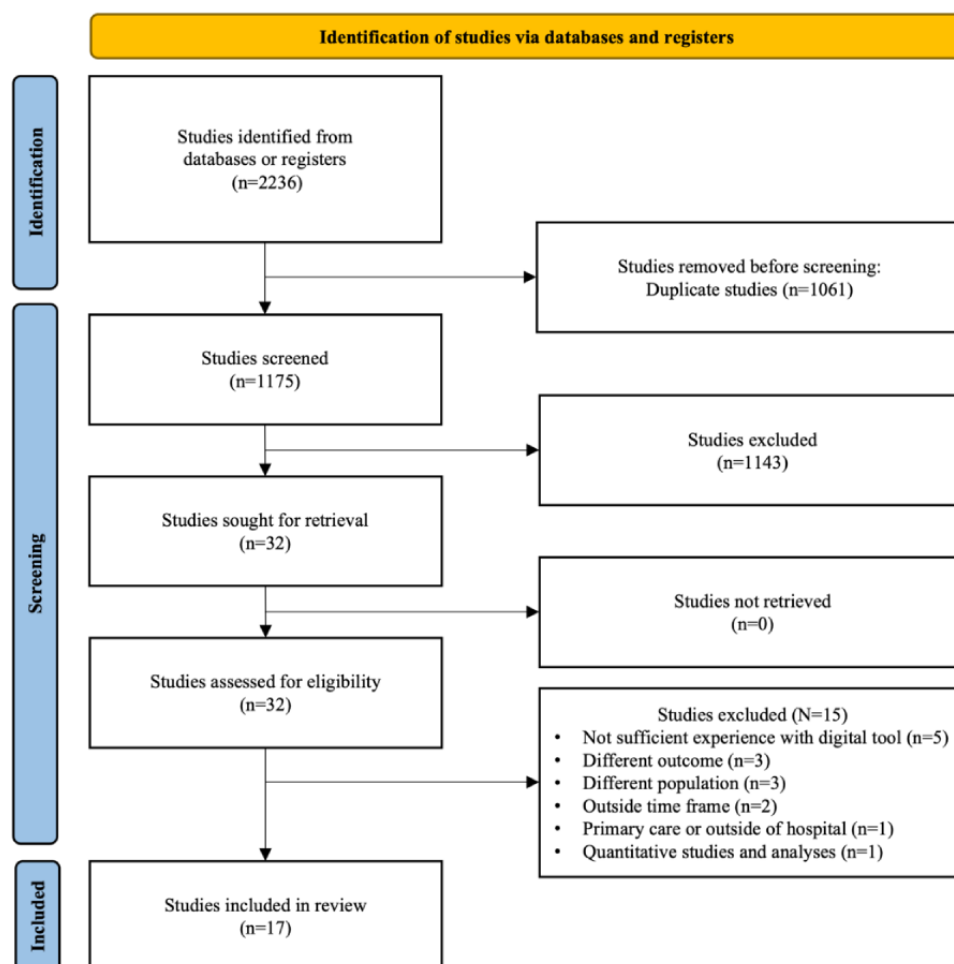 Identification of studies via databases and registers
Identification
Studies identified from
databases or registers
(n=2236)
Studies removed before screening:
Duplicate studies (n=1061)
Screening
Studies screened
(n=1175)
Studies excluded
(n=1143)
Studies sought for retrieval
(n=32)
Studies not retrieved
(n=0)
Studies assessed for eligibility
(n=32)
Studies excluded (N=15)
• Not sufficient experience with digital tool (n=5)
• Different outcome (n=3)
• Different population (n=3)
• Outside time frame (n=2)
• Primary care or outside of hospital (n=1)
• Quantitative studies and analyses (n=1)
Included
Studies included in review
(n=17)